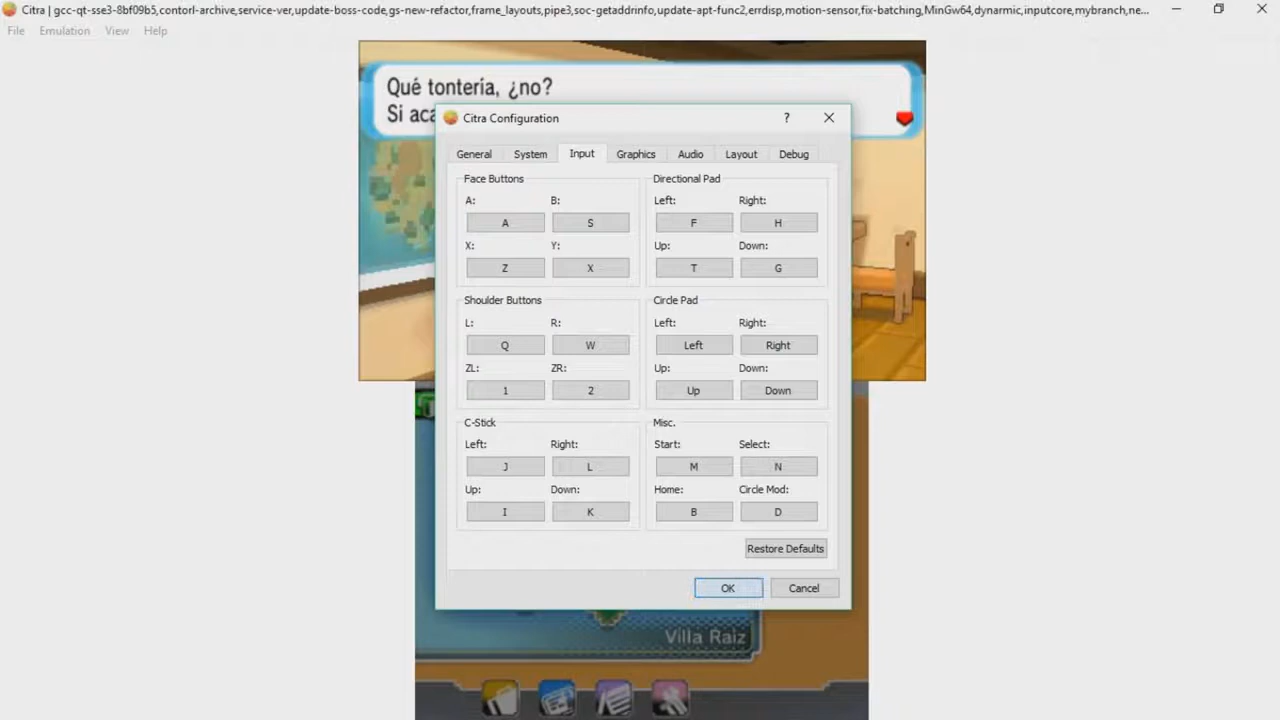 Citra | gcc-qt-sse3-8bf09b5,contorl-archive,service-ver,update-boss-code,gs-new-refactor,frame_layouts,pipe3,soc-getaddrinfo,update-apt-func2,errdisp,motion-sensor,fix-batching,MinGw64,dynarmic,inputcore,mybranch,ne...
File Emulation View Help
Qué tontería, ¿no?
Si aca
Citra Configuration ?
General System Input Graphics Audio Layout Debug
Face Buttons
A: B:
A S
X: Y:
Z X
Directional Pad
Left: Right:
F H
Up: Down:
T G
Shoulder Buttons
L: R:
Q W
ZL: ZR:
1 2
Circle Pad
Left: Right:
Left Right
Up: Down:
Up Down
C-Stick
Left: Right:
J L
Up: Down:
I K
Misc.
Start: Select:
M N
Home: Circle Mod:
B D
Restore Defaults
OK Cancel
Villa Raiz